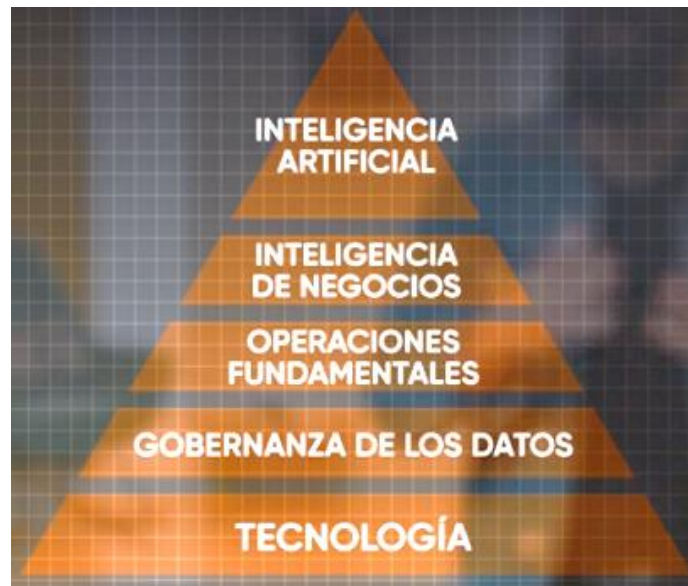 INTELIGENCIA
ARTIFICIAL
INTELIGENCIA
DE NEGOCIOS
OPERACIONES
FUNDAMENTALES
GOBERNANZA DE LOS DATOS
TECNOLOGÍA